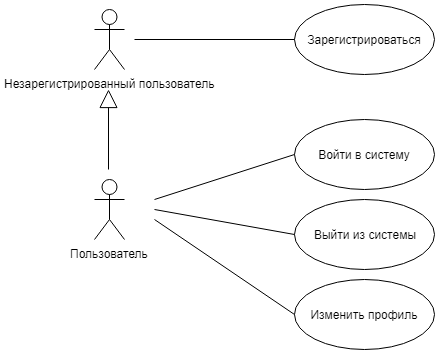 Зарегистрироваться
Незарегистрированный пользователь
Войти в систему
Выйти из системы
Пользователь
Изменить профиль